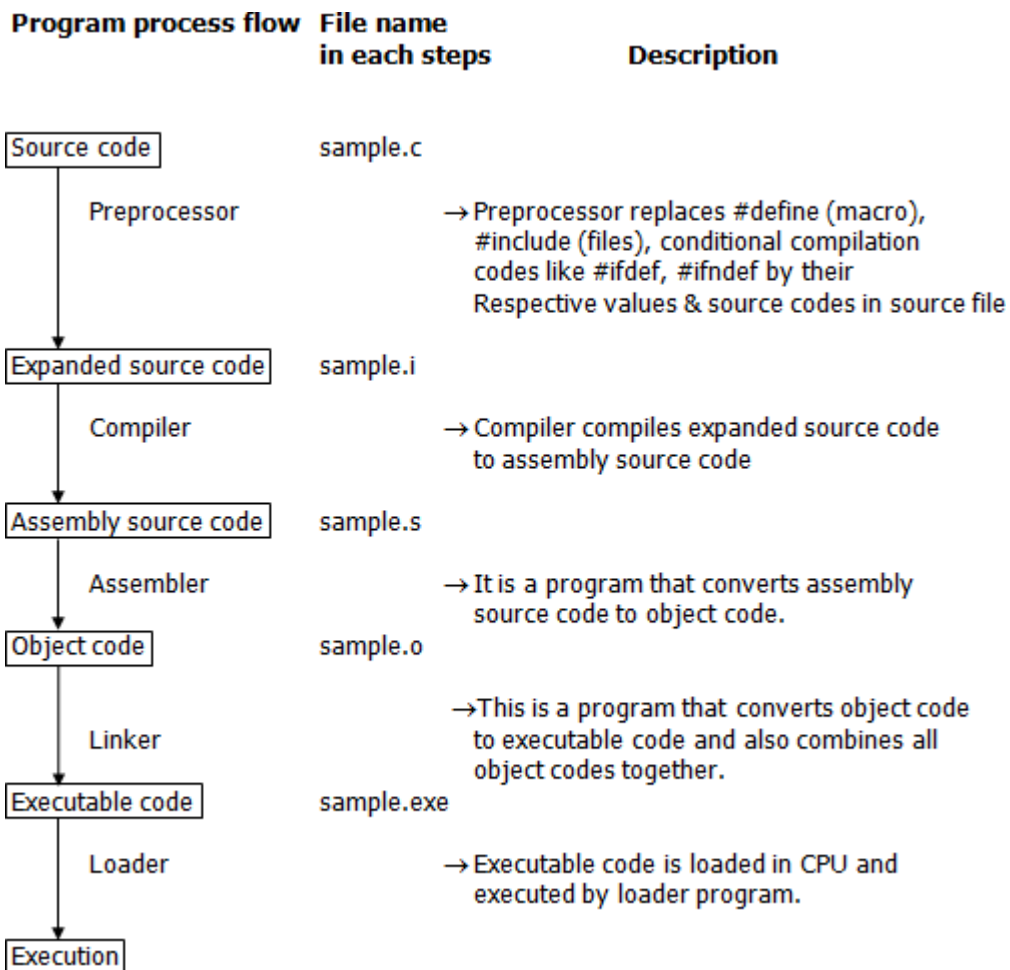 Program process flow File name
in each steps Description
Source code sample.c
Preprocessor → Preprocessor replaces #define (macro),
#include (files), conditional compilation
codes like #ifdef, #ifndef by their
Respective values & source codes in source file
Expanded source code sample.i
Compiler → Compiler compiles expanded source code
to assembly source code
Assembly source code sample.s
Assembler → It is a program that converts assembly
source code to object code.
Object code sample.o
→This is a program that converts object code
Linker to executable code and also combines all
object codes together.
Executable code sample.exe
Loader → Executable code is loaded in CPU and
executed by loader program.
Execution